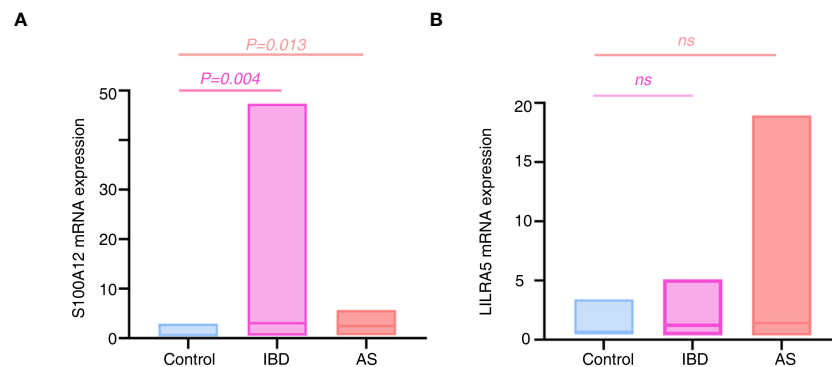 A
P=0.013
P=0.004
S100A12 mRNA expression
50
30
20
10
0
Control
IBD
AS
B
ns
ns
LILRA5 mRNA expression
20
15
10
5
0
Control
IBD
AS